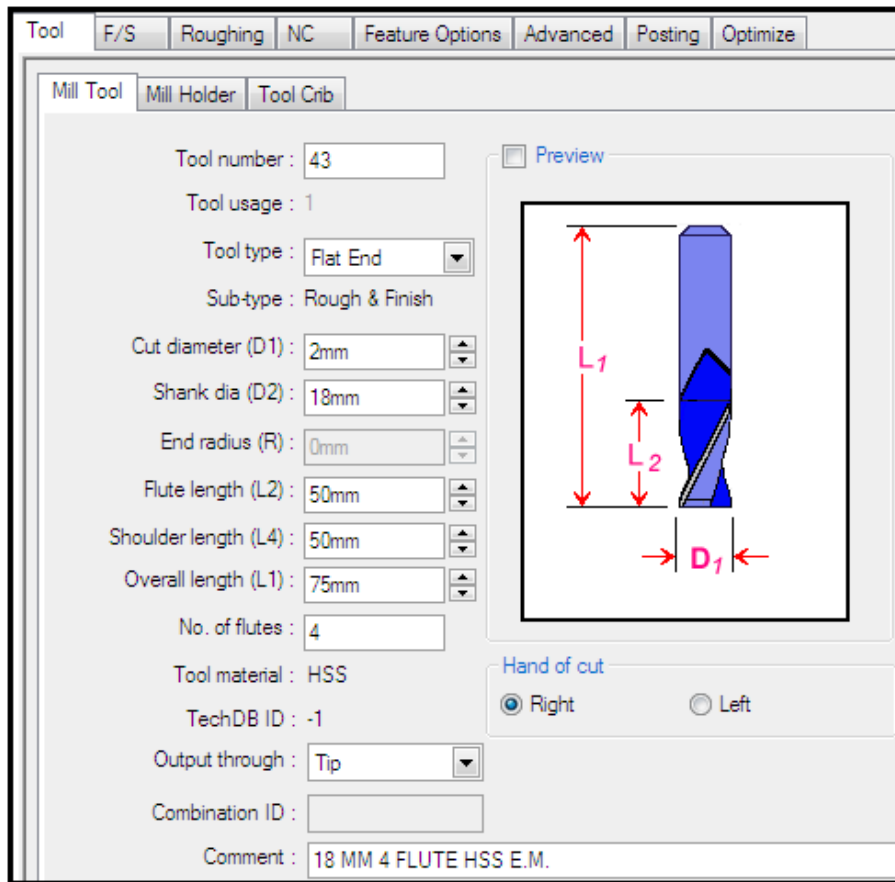 Tool F/S Roughing NC Feature Options Advanced Posting Optimize
Mill Tool Mill Holder Tool Crib
Tool number : 43
Tool usage : 1
Tool type : Flat End
Sub-type : Rough & Finish
Cut diameter (D1) : 2mm
Shank dia (D2) : 18mm
End radius (R) : 0mm
Flute length (L2) : 50mm
Shoulder length (L4) : 50mm
Overall length (L1) : 75mm
No. of flutes : 4
Tool material : HSS
TechDB ID : -1
Output through : Tip
Combination ID :
Comment : 18 MM 4 FLUTE HSS E.M.
Preview
L1
L2
D1
Hand of cut
Right Left